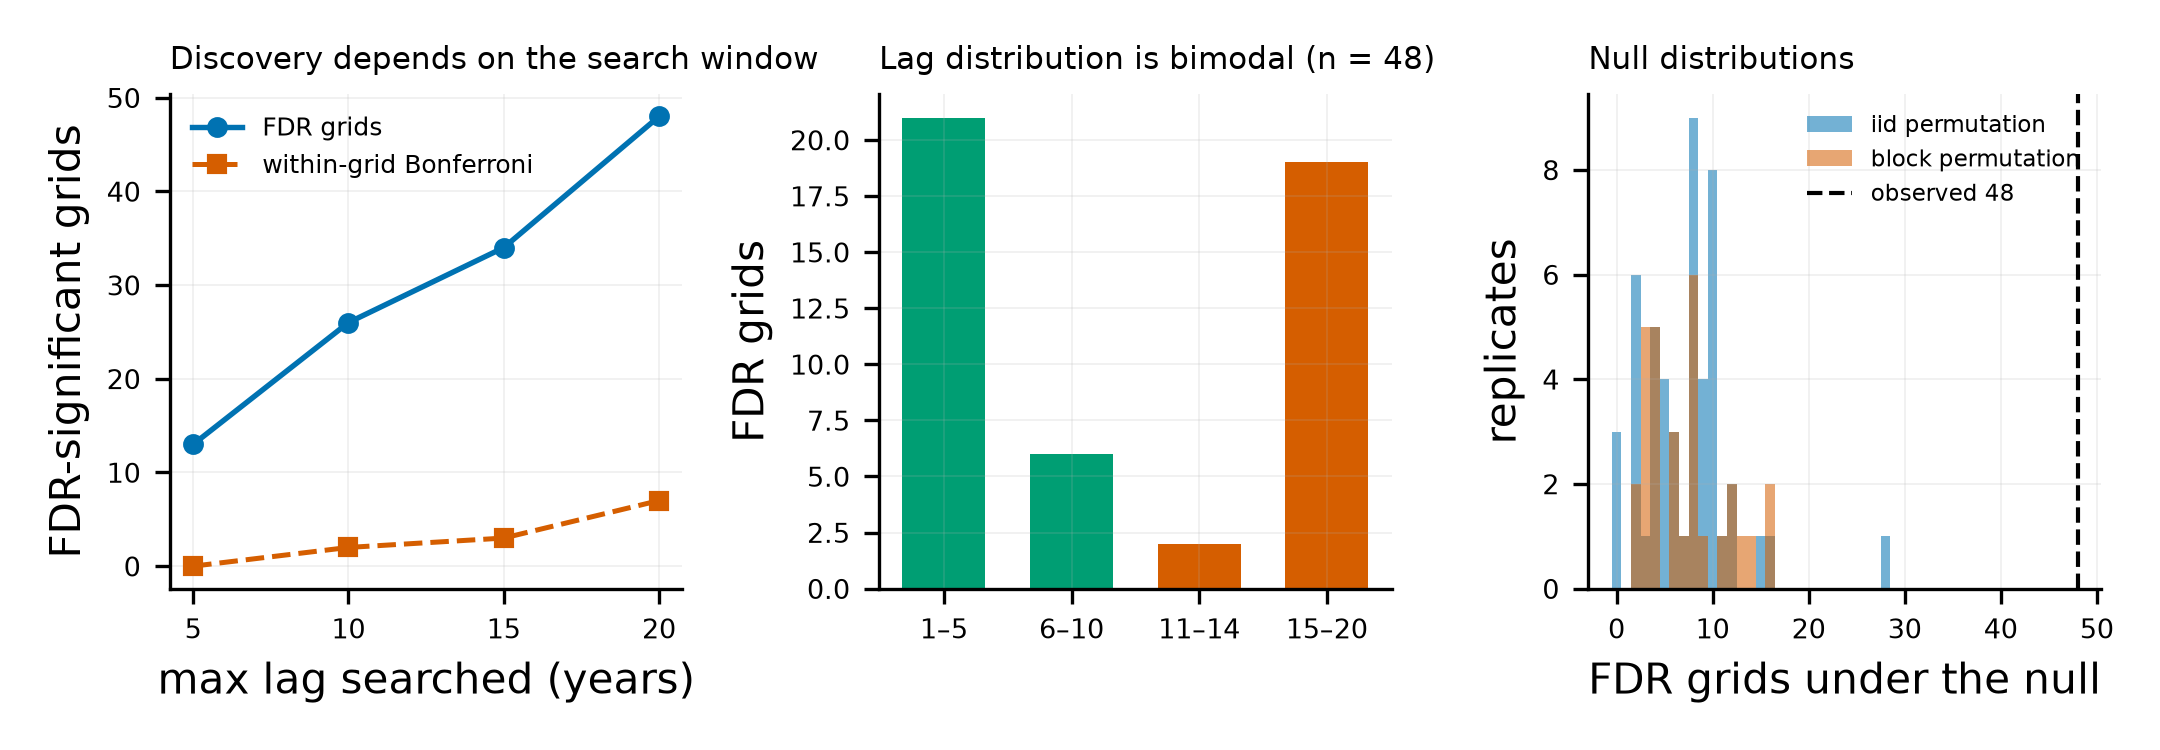 Discovery depends on the search window
FDR-significant grids
50
40
30
20
10
0
FDR grids
within-grid Bonferroni
5
10
15
20
max lag searched (years)
Lag distribution is bimodal (n = 48)
FDR grids
20.0
17.5
15.0
12.5
10.0
7.5
5.0
2.5
0.0
1–5
6–10
11–14
15–20
Null distributions
replicates
8
6
4
2
0
iid permutation
block permutation
observed 48
0
10
20
30
40
50
FDR grids under the null